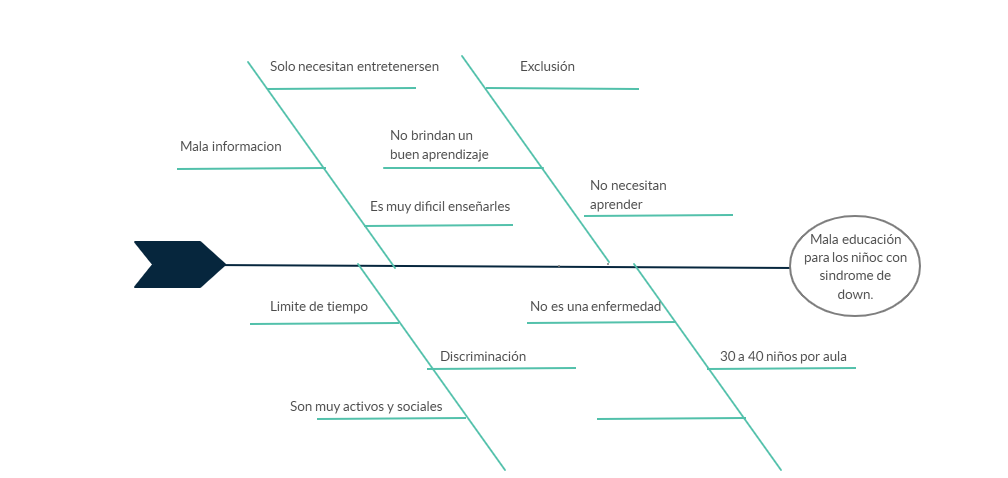 Solo necesitan entretenersen
Exclusión
Mala informacion
No brindan un
buen aprendizaje
Es muy dificil enseñarles
No necesitan
aprender
Mala educación
para los niñoc con
sindrome de
down.
Limite de tiempo
No es una enfermedad
Discriminación
30 a 40 niños por aula
Son muy activos y sociales